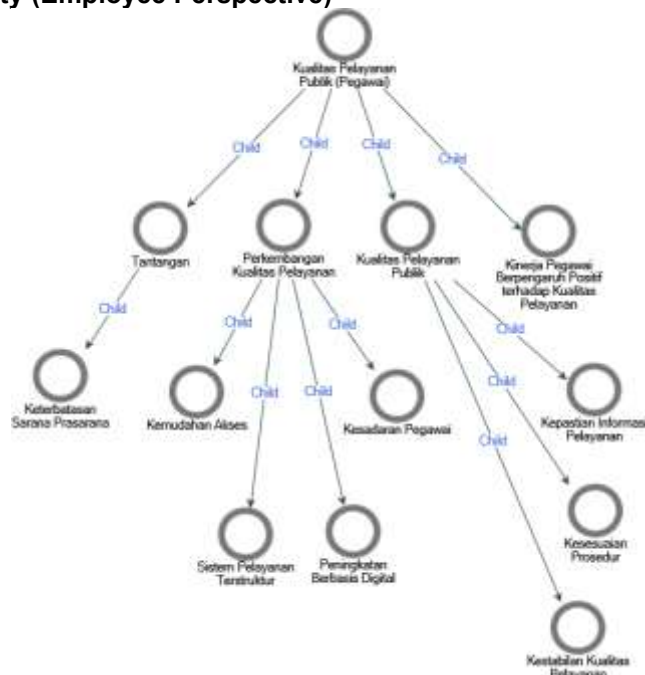 ty (Employee Perspective)
Kualitas Pelayanan
Publik (Pegawai)
Child
Child
Child
Child
Tantangan
Perkembangan
Kualitas Pelayanan
Kualitas Pelayanan
Publik
Kinerja Pegawai
Berpengaruh Positif
terhadap Kualitas
Pelayanan
Child
Child
Child
Child
Child
Child
Child
Child
Keterbatasan
Sarana Prasarana
Kemudahan Akses
Kesadaran Pegawai
Kepastian Informasi
Pelayanan
Sistem Pelayanan
Terstruktur
Peningkatan
Berbasis Digital
Kesesuaian
Prosedur
Kestabilan Kualitas
Pelayanan